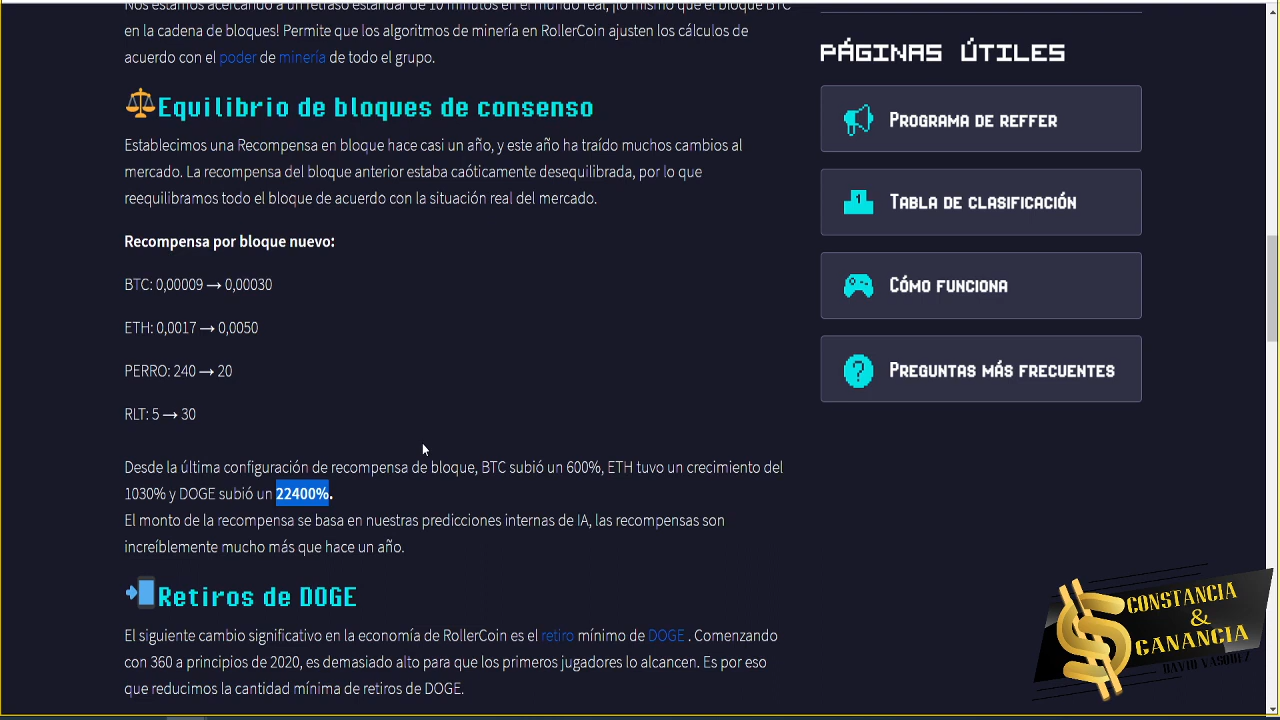 Nos estamos acercando a un retraso estándar de 10 minutos en el mundo real, ¡lo mismo que el bloque BTC
en la cadena de bloques! Permite que los algoritmos de minería en RollerCoin ajusten los cálculos de
acuerdo con el poder de minería de todo el grupo.
Equilibrio de bloques de consenso
Establecimos una Recompensa en bloque hace casi un año, y este año ha traído muchos cambios al
mercado. La recompensa del bloque anterior estaba caóticamente desequilibrada, por lo que
reequilibramos todo el bloque de acuerdo con la situación real del mercado.
Recompensa por bloque nuevo:
BTC: 0,00009 → 0,00030
ETH: 0,0017 → 0,0050
PERRO: 240 → 20
RLT: 5 → 30
Desde la última configuración de recompensa de bloque, BTC subió un 600%, ETH tuvo un crecimiento del
1030% y DOGE subió un 22400%.
El monto de la recompensa se basa en nuestras predicciones internas de IA, las recompensas son
increíblemente mucho más que hace un año.
Retiros de DOGE
El siguiente cambio significativo en la economía de RollerCoin es el retiro mínimo de DOGE . Comenzando
con 360 a principios de 2020, es demasiado alto para que los primeros jugadores lo alcancen. Es por eso
que reducimos la cantidad mínima de retiros de DOGE.
PÁGINAS ÚTILES
PROGRAMA DE REFFER
TABLA DE CLASIFICACIÓN
CÓMO FUNCIONA
PREGUNTAS MÁS FRECUENTES
CONSTANCIA
&
GANANCIA
DAVID VASQUEZ